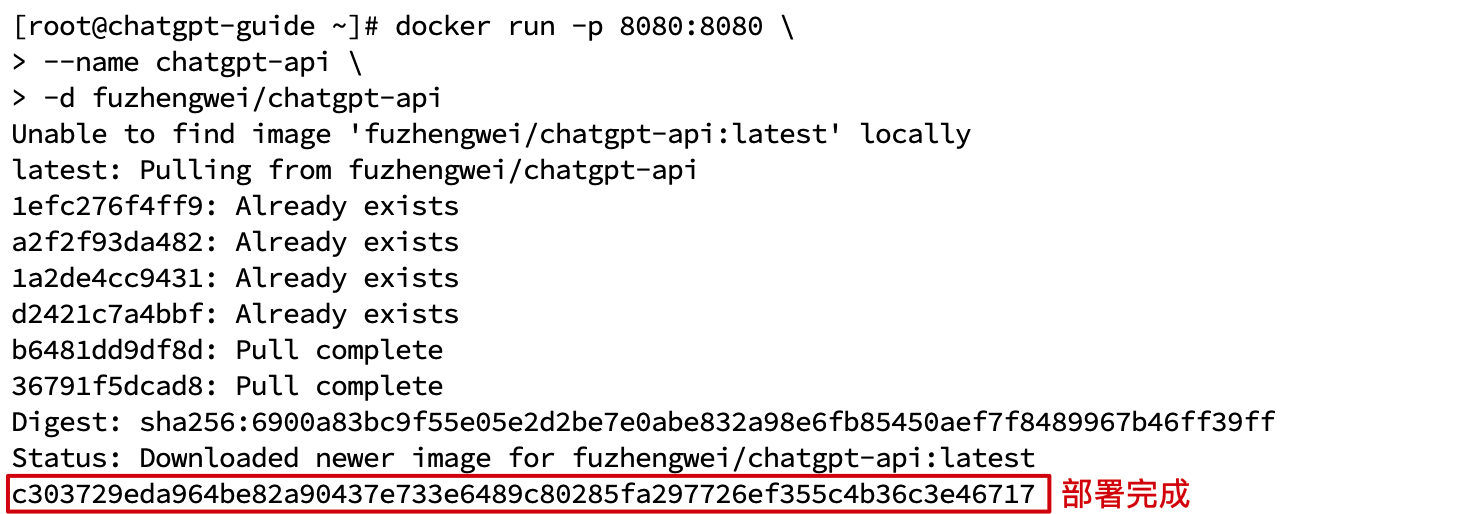 [root@chatgpt-guide ~]# docker run -p 8080:8080 \
> --name chatgpt-api \
> -d fuzhengwei/chatgpt-api
Unable to find image 'fuzhengwei/chatgpt-api:latest' locally
latest: Pulling from fuzhengwei/chatgpt-api
1efc276f4ff9: Already exists
a2f2f93da482: Already exists
1a2de4cc9431: Already exists
d2421c7a4bbf: Already exists
b6481dd9df8d: Pull complete
36791f5dcad8: Pull complete
Digest: sha256:6900a83bc9f55e05e2d2be7e0abe832a98e6fb85450aef7f8489967b46ff39ff
Status: Downloaded newer image for fuzhengwei/chatgpt-api:latest
c303729eda964be82a90437e733e6489c80285fa297726ef355c4b36c3e46717 部署完成